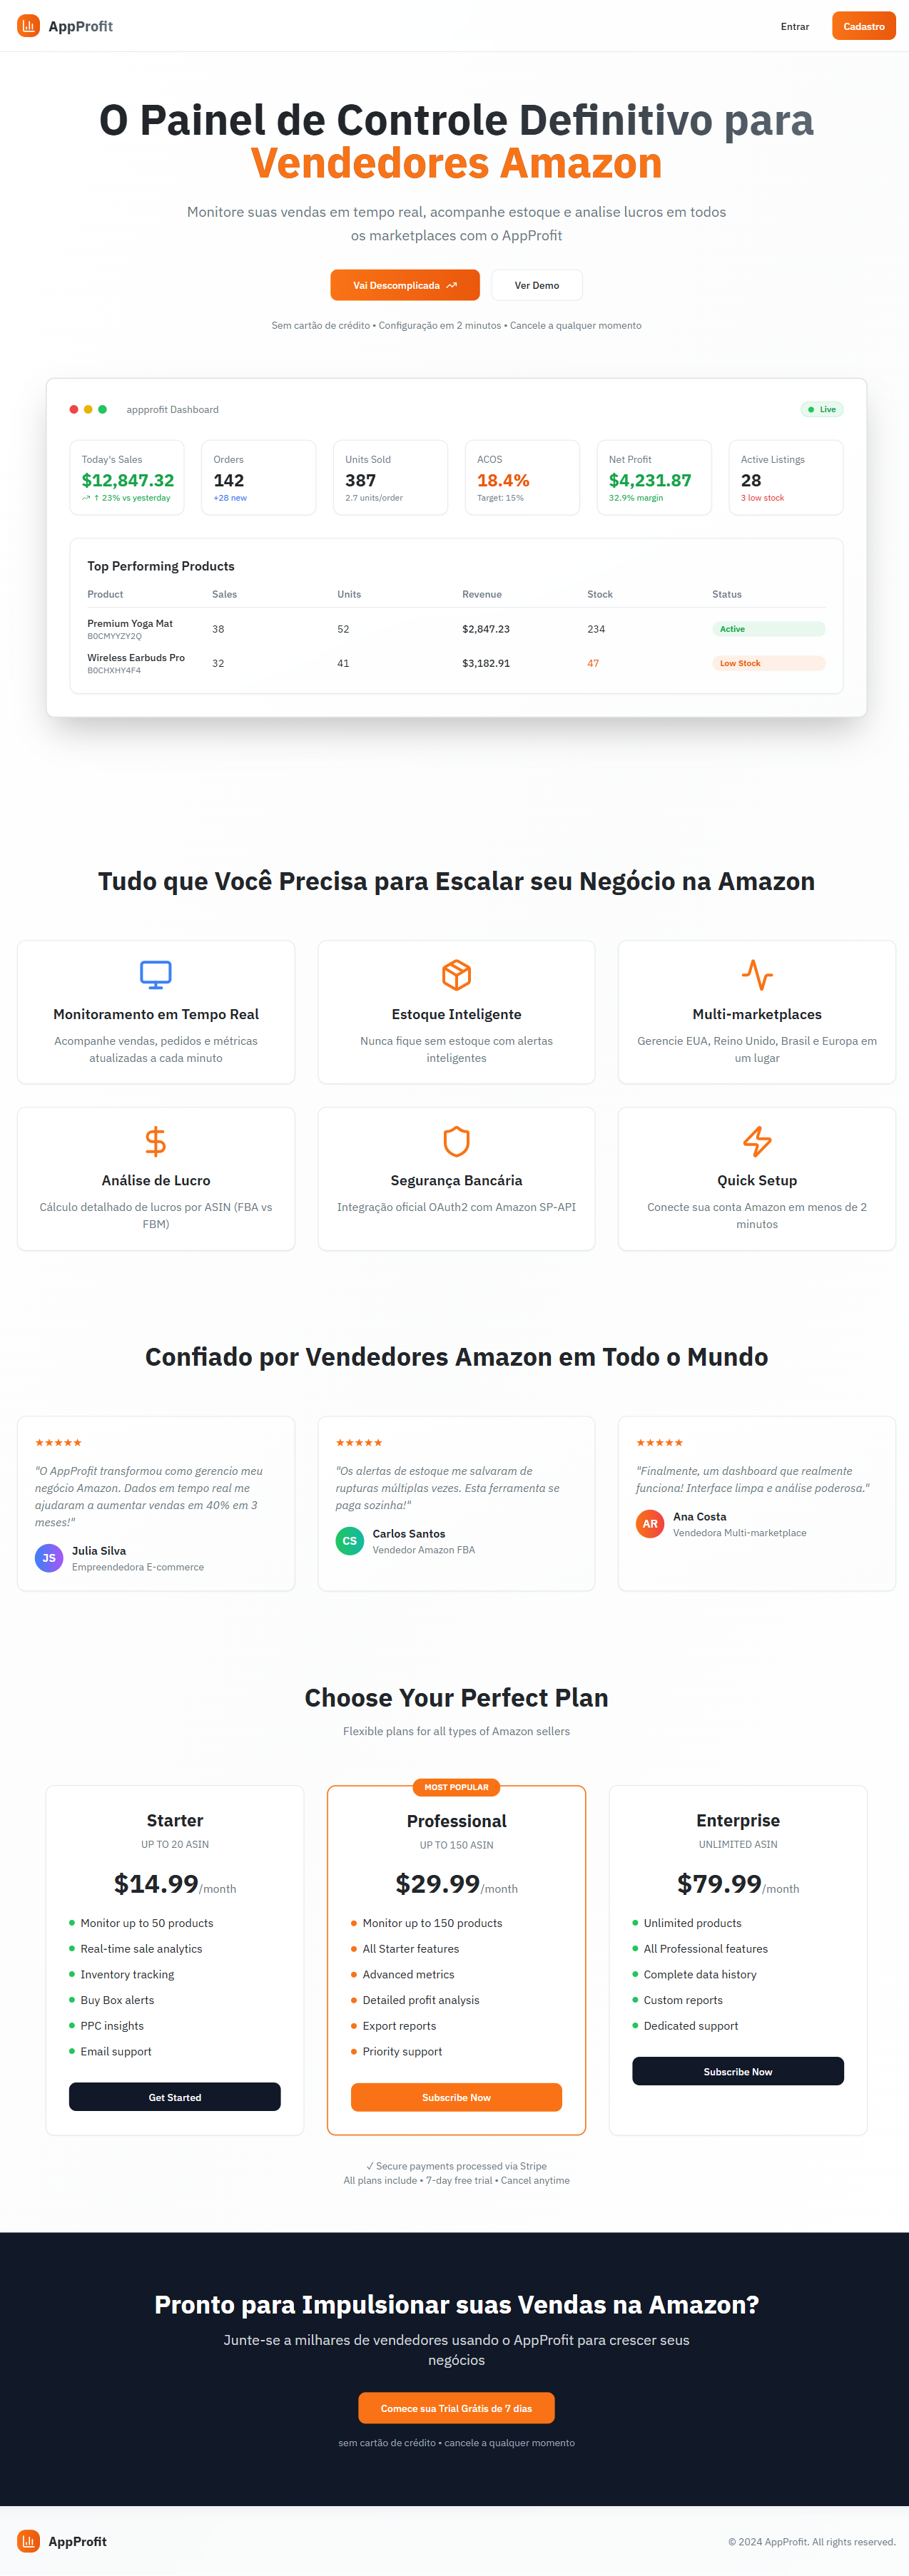 AppProfit
Entrar
Cadastro
O Painel de Controle Definitivo para
Vendedores Amazon
Monitore suas vendas em tempo real, acompanhe estoque e analise lucros em todos
os marketplaces com o AppProfit
Vai Descomplicada
Ver Demo
Sem cartão de crédito • Configuração em 2 minutos • Cancele a qualquer momento
appprofit Dashboard
Live
Today's Sales
$12,847.32
↑ 23% vs yesterday
Orders
142
+28 new
Units Sold
387
2.7 units/order
ACOS
18.4%
Target: 15%
Net Profit
$4,231.87
32.9% margin
Active Listings
28
3 low stock
Top Performing Products
Product Sales Units Revenue Stock Status
Premium Yoga Mat
B0CMYYZY2Q
38 52 $2,847.23 234 Active
Wireless Earbuds Pro
B0CHXHY4F4
32 41 $3,182.91 47 Low Stock
Tudo que Você Precisa para Escalar seu Negócio na Amazon
Monitoramento em Tempo Real
Acompanhe vendas, pedidos e métricas
atualizadas a cada minuto
Estoque Inteligente
Nunca fique sem estoque com alertas
inteligentes
Multi-marketplaces
Gerencie EUA, Reino Unido, Brasil e Europa em
um lugar
Análise de Lucro
Cálculo detalhado de lucros por ASIN (FBA vs
FBM)
Segurança Bancária
Integração oficial OAuth2 com Amazon SP-API
Quick Setup
Conecte sua conta Amazon em menos de 2
minutos
Confiado por Vendedores Amazon em Todo o Mundo
★★★★★
"O AppProfit transformou como gerencio meu
negócio Amazon. Dados em tempo real me
ajudaram a aumentar vendas em 40% em 3
meses!"
JS
Julia Silva
Empreendedora E-commerce
★★★★★
"Os alertas de estoque me salvaram de
rupturas múltiplas vezes. Esta ferramenta se
paga sozinha!"
CS
Carlos Santos
Vendedor Amazon FBA
★★★★★
"Finalmente, um dashboard que realmente
funciona! Interface limpa e análise poderosa."
AR
Ana Costa
Vendedora Multi-marketplace
Choose Your Perfect Plan
Flexible plans for all types of Amazon sellers
Starter
UP TO 20 ASIN
$14.99/month
Monitor up to 50 products
Real-time sale analytics
Inventory tracking
Buy Box alerts
PPC insights
Email support
Get Started
MOST POPULAR
Professional
UP TO 150 ASIN
$29.99/month
Monitor up to 150 products
All Starter features
Advanced metrics
Detailed profit analysis
Export reports
Priority support
Subscribe Now
Enterprise
UNLIMITED ASIN
$79.99/month
Unlimited products
All Professional features
Complete data history
Custom reports
Dedicated support
Subscribe Now
✓ Secure payments processed via Stripe
All plans include • 7-day free trial • Cancel anytime
Pronto para Impulsionar suas Vendas na Amazon?
Junte-se a milhares de vendedores usando o AppProfit para crescer seus
negócios
Comece sua Trial Grátis de 7 dias
sem cartão de crédito • cancele a qualquer momento
AppProfit
© 2024 AppProfit. All rights reserved.